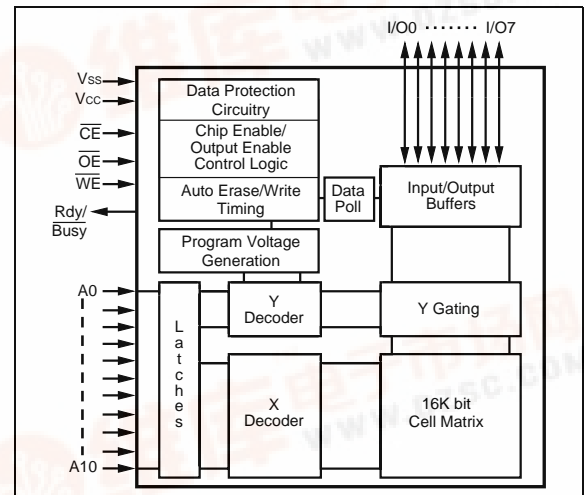 I/O0 ········ I/O7
VSS
VCC
CE
OE
WE
Rdy/
Busy
A0
A10
Data Protection
Circuitry
Chip Enable/
Output Enable
Control Logic
Auto Erase/Write
Timing
Data
Poll
Input/Output
Buffers
Program Voltage
Generation
Latches
Y
Decoder
Y Gating
X
Decoder
16K bit
Cell Matrix